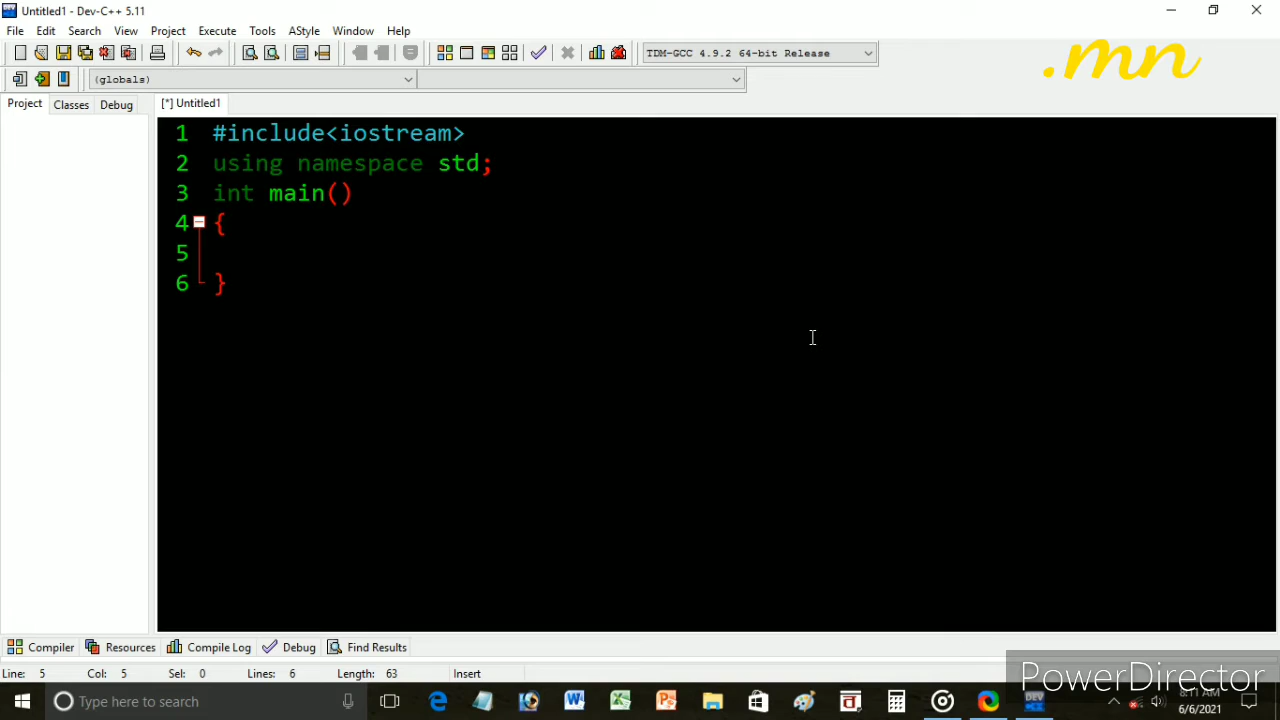 Untitled1 - Dev-C++ 5.11
File Edit Search View Project Execute Tools AStyle Window Help
TDM-GCC 4.9.2 64-bit Release
.mn
(globals)
Project Classes Debug
[*] Untitled1
1 #include<iostream>
2 using namespace std;
3 int main()
4 {
5
6 }
Compiler Resources Compile Log Debug Find Results
Line: 5 Col: 5 Sel: 0 Lines: 6 Length: 63 Insert
PowerDirector
Type here to search
8:11 AM
6/6/2021